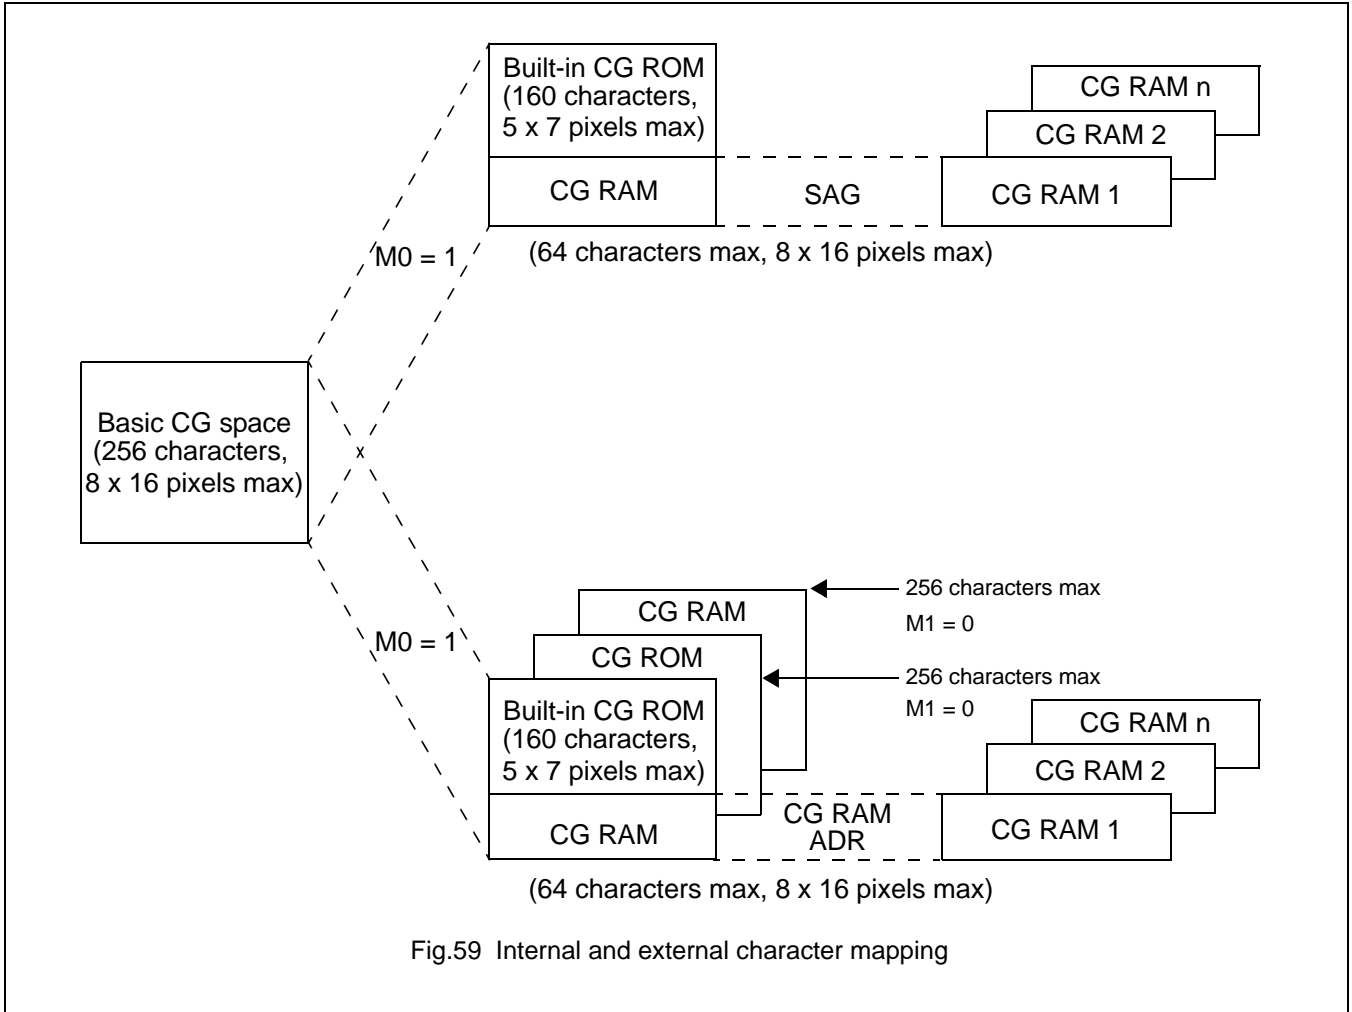 Built-in CG ROM
(160 characters,
5 x 7 pixels max)
CG RAM
SAG
CG RAM n
CG RAM 2
CG RAM 1
(64 characters max, 8 x 16 pixels max)
M0 = 1
Basic CG space
(256 characters,
8 x 16 pixels max)
M0 = 1
CG RAM
256 characters max
M1 = 0
CG ROM
256 characters max
M1 = 0
Built-in CG ROM
(160 characters,
5 x 7 pixels max)
CG RAM
CG RAM
ADR
CG RAM n
CG RAM 2
CG RAM 1
(64 characters max, 8 x 16 pixels max)
Fig.59 Internal and external character mapping